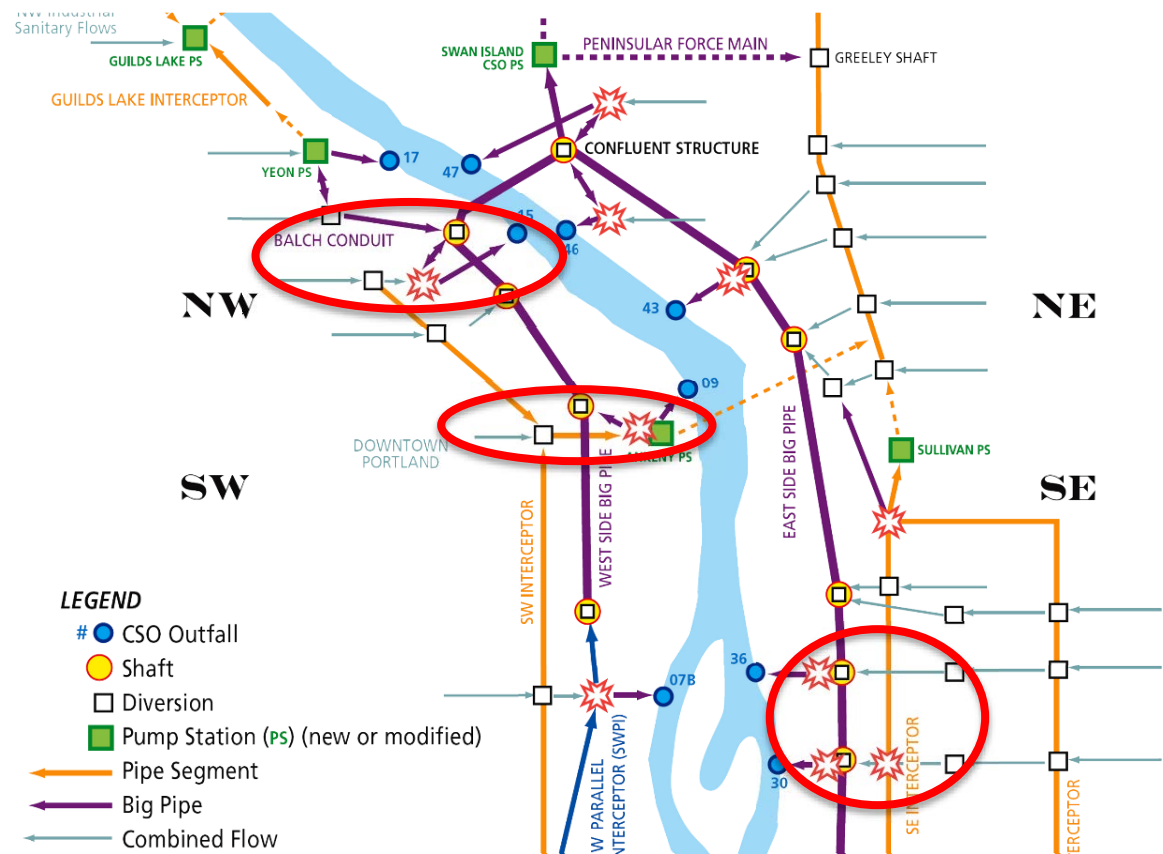 NW Industrial
Sanitary Flows
GUILDS LAKE PS
GUILDS LAKE INTERCEPTOR
SWAN ISLAND
CSO PS
PENINSULAR FORCE MAIN
GREELEY SHAFT
YEON PS
17
47
CONFLUENT STRUCTURE
15
46
BALCH CONDUIT
NW
43
NE
09
DOWNTOWN
PORTLAND
ANKENY PS
SW
SULLIVAN PS
SE
WEST SIDE BIG PIPE
EAST SIDE BIG PIPE
SW INTERCEPTOR
LEGEND
# CSO Outfall
Shaft
Diversion
Pump Station (PS) (new or modified)
Pipe Segment
Big Pipe
Combined Flow
07B
36
30
W PARALLEL
NTERCEPTOR (SWPI)
SE INTERCEPTOR
ERCEPTOR